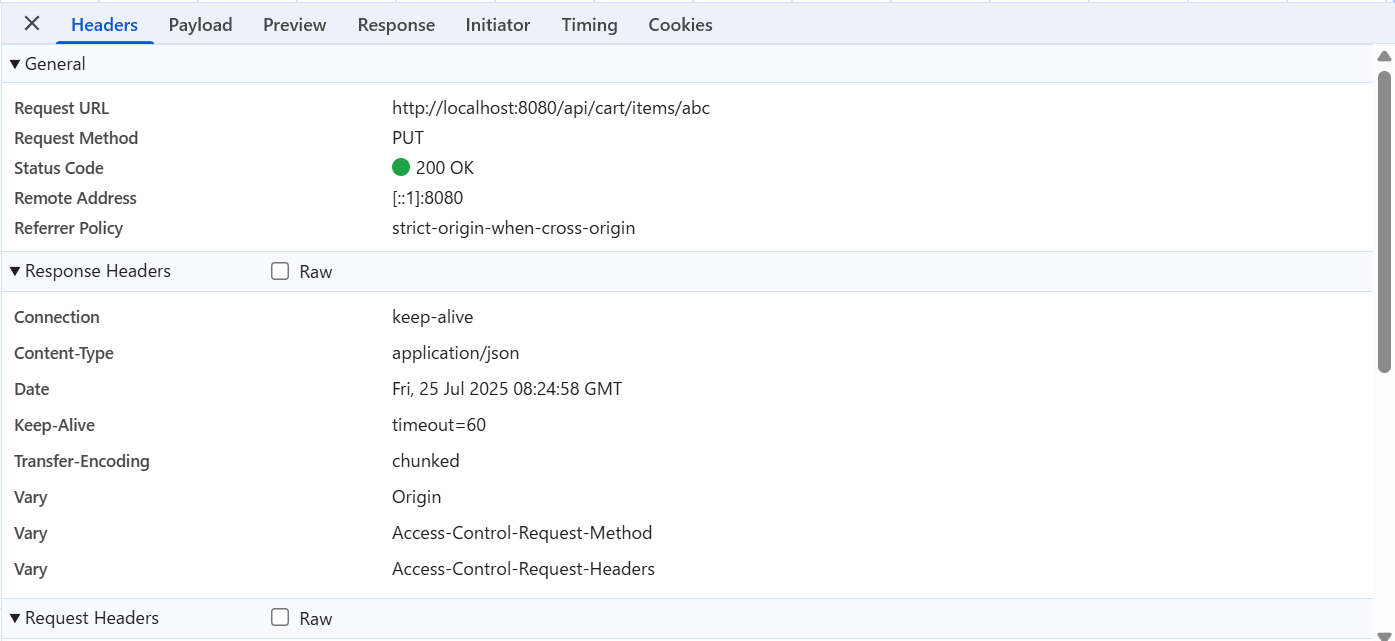 Headers Payload Preview Response Initiator Timing Cookies
General
Request URL http://localhost:8080/api/cart/items/abc
Request Method PUT
Status Code 200 OK
Remote Address [::1]:8080
Referrer Policy strict-origin-when-cross-origin
Response Headers Raw
Connection keep-alive
Content-Type application/json
Date Fri, 25 Jul 2025 08:24:58 GMT
Keep-Alive timeout=60
Transfer-Encoding chunked
Vary Origin
Vary Access-Control-Request-Method
Vary Access-Control-Request-Headers
Request Headers Raw